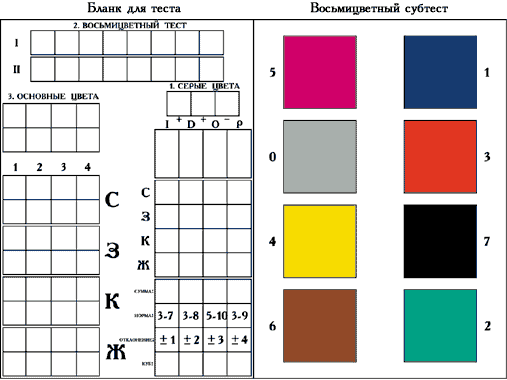 Бланк для теста
2. ВОСЬМИЦВЕТНЫЙ ТЕСТ
I
II
1. СЕРЫЕ ЦВЕТА
3. ОСНОВНЫЕ ЦВЕТА
I + D + O − P
1 2 3 4
С
З
К
Ж
С
З
К
Ж
СУММА:
НОРМА: 3-7 3-8 5-10 3-9
ОТКЛОНЕНИЕ: ±1 ±2 ±3 ±4
КУБ:
Восьмицветный субтест
5 1
0 3
4 7
6 2